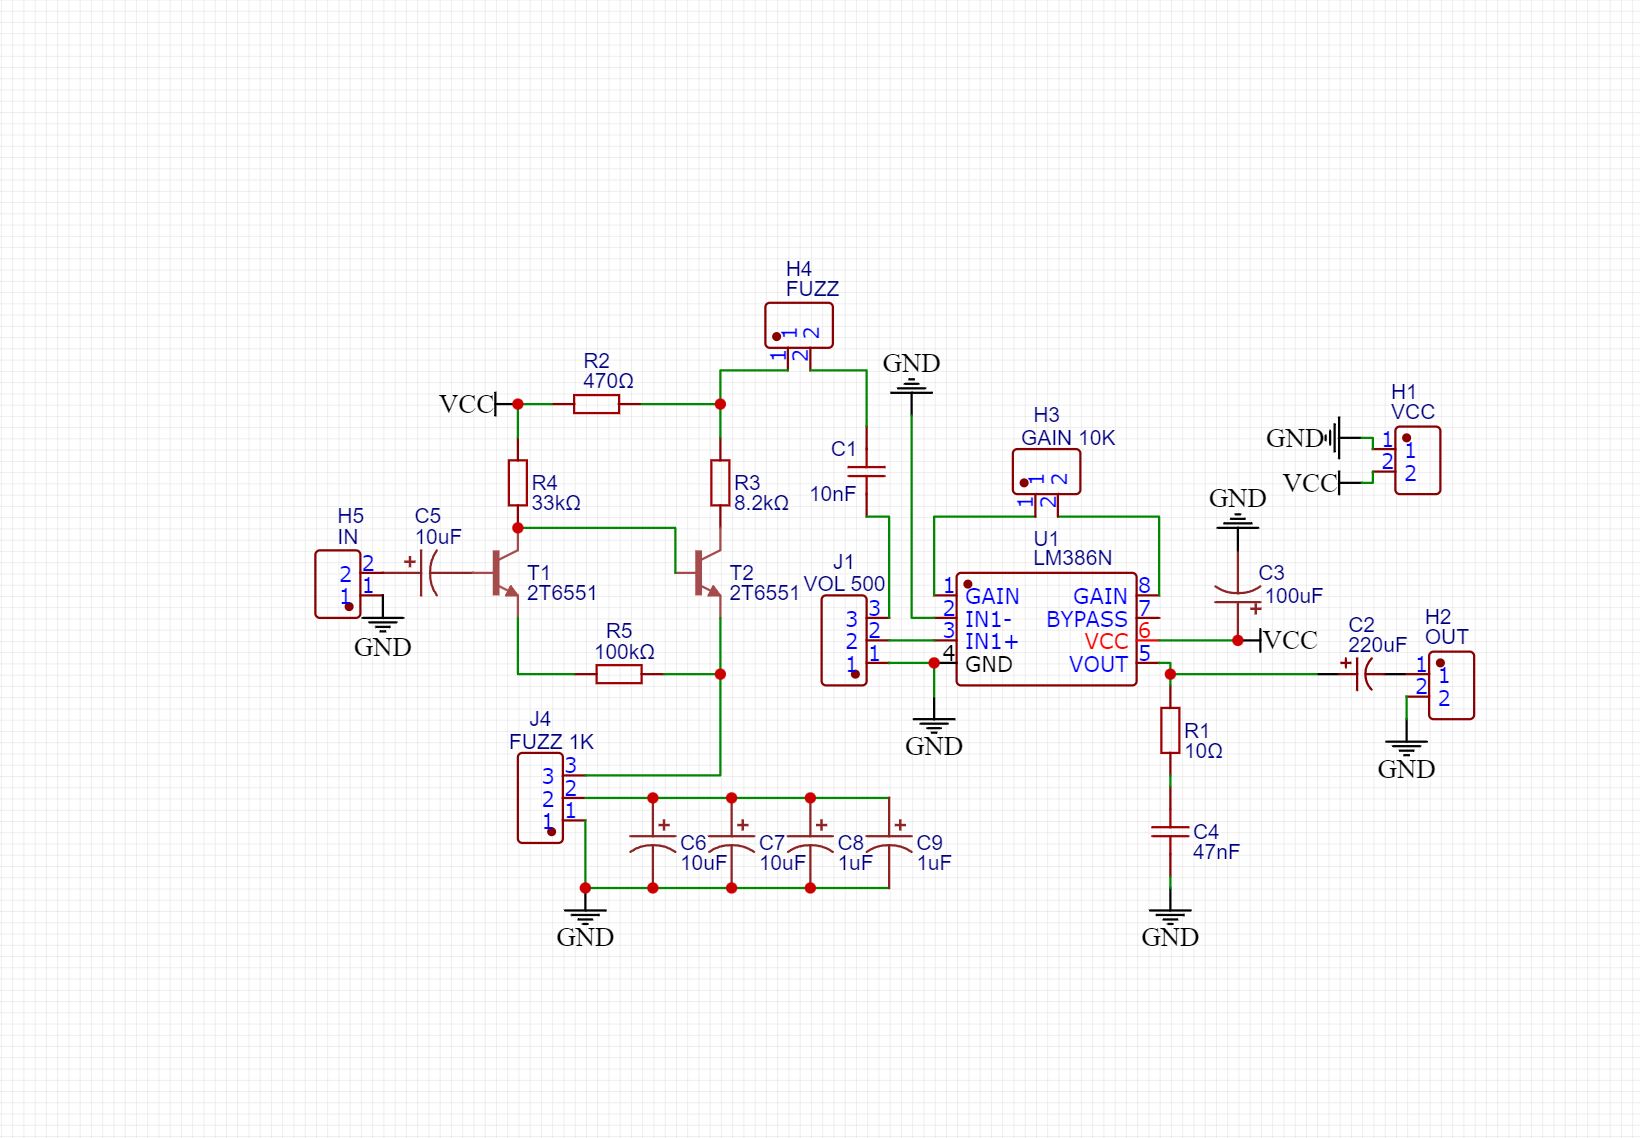 H4
FUZZ
1 2
1 2
R2
470Ω
VCC
R4
33kΩ
R3
8.2kΩ
C1
10nF
GND
H3
GAIN 10K
1 2
1 2
H1
VCC
GND
1 1
2 2
VCC
H5
IN
2 2
1 1
GND
C5
10uF
T1
2T6551
T2
2T6551
R5
100kΩ
J1
VOL 500
3 3
2 2
1 1
U1
LM386N
1 GAIN GAIN 8
2 IN1- BYPASS 7
3 IN1+ VCC 6
4 GND VOUT 5
GND
GND
C3
100uF
VCC
C2
220uF
H2
OUT
1 1
2 2
GND
R1
10Ω
C4
47nF
GND
J4
FUZZ 1K
3 3
2 2
1 1
+ C6
10uF
+ C7
10uF
+ C8
1uF
+ C9
1uF
GND